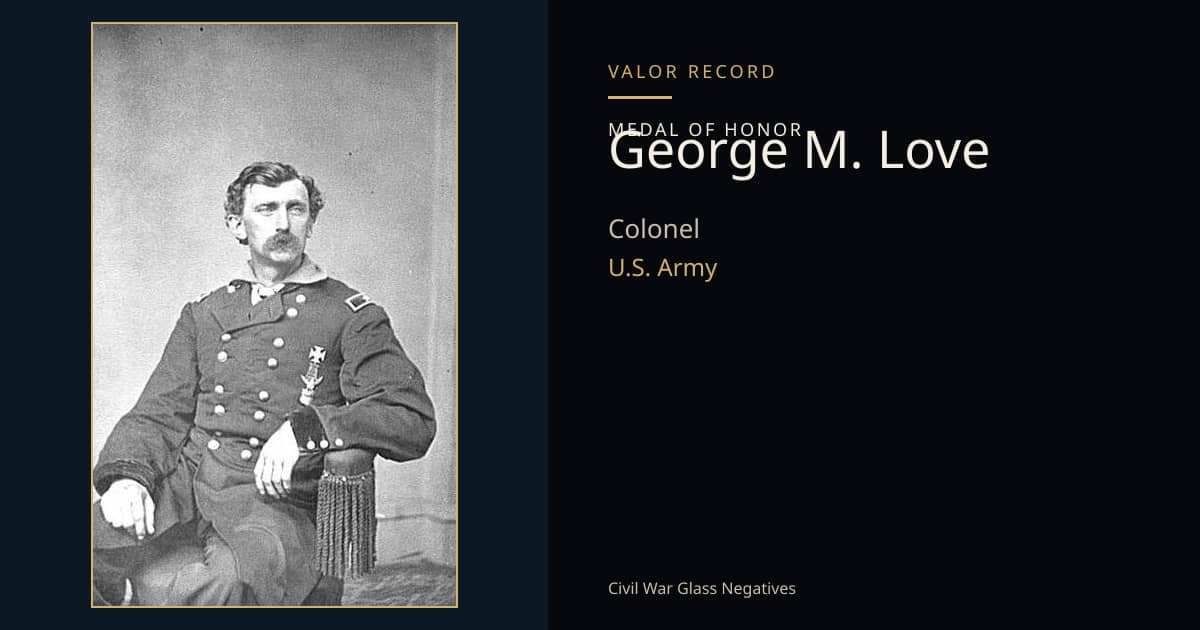 VALOR RECORD
MEDAL OF HONOR
George M. Love
Colonel
U.S. Army
Civil War Glass Negatives